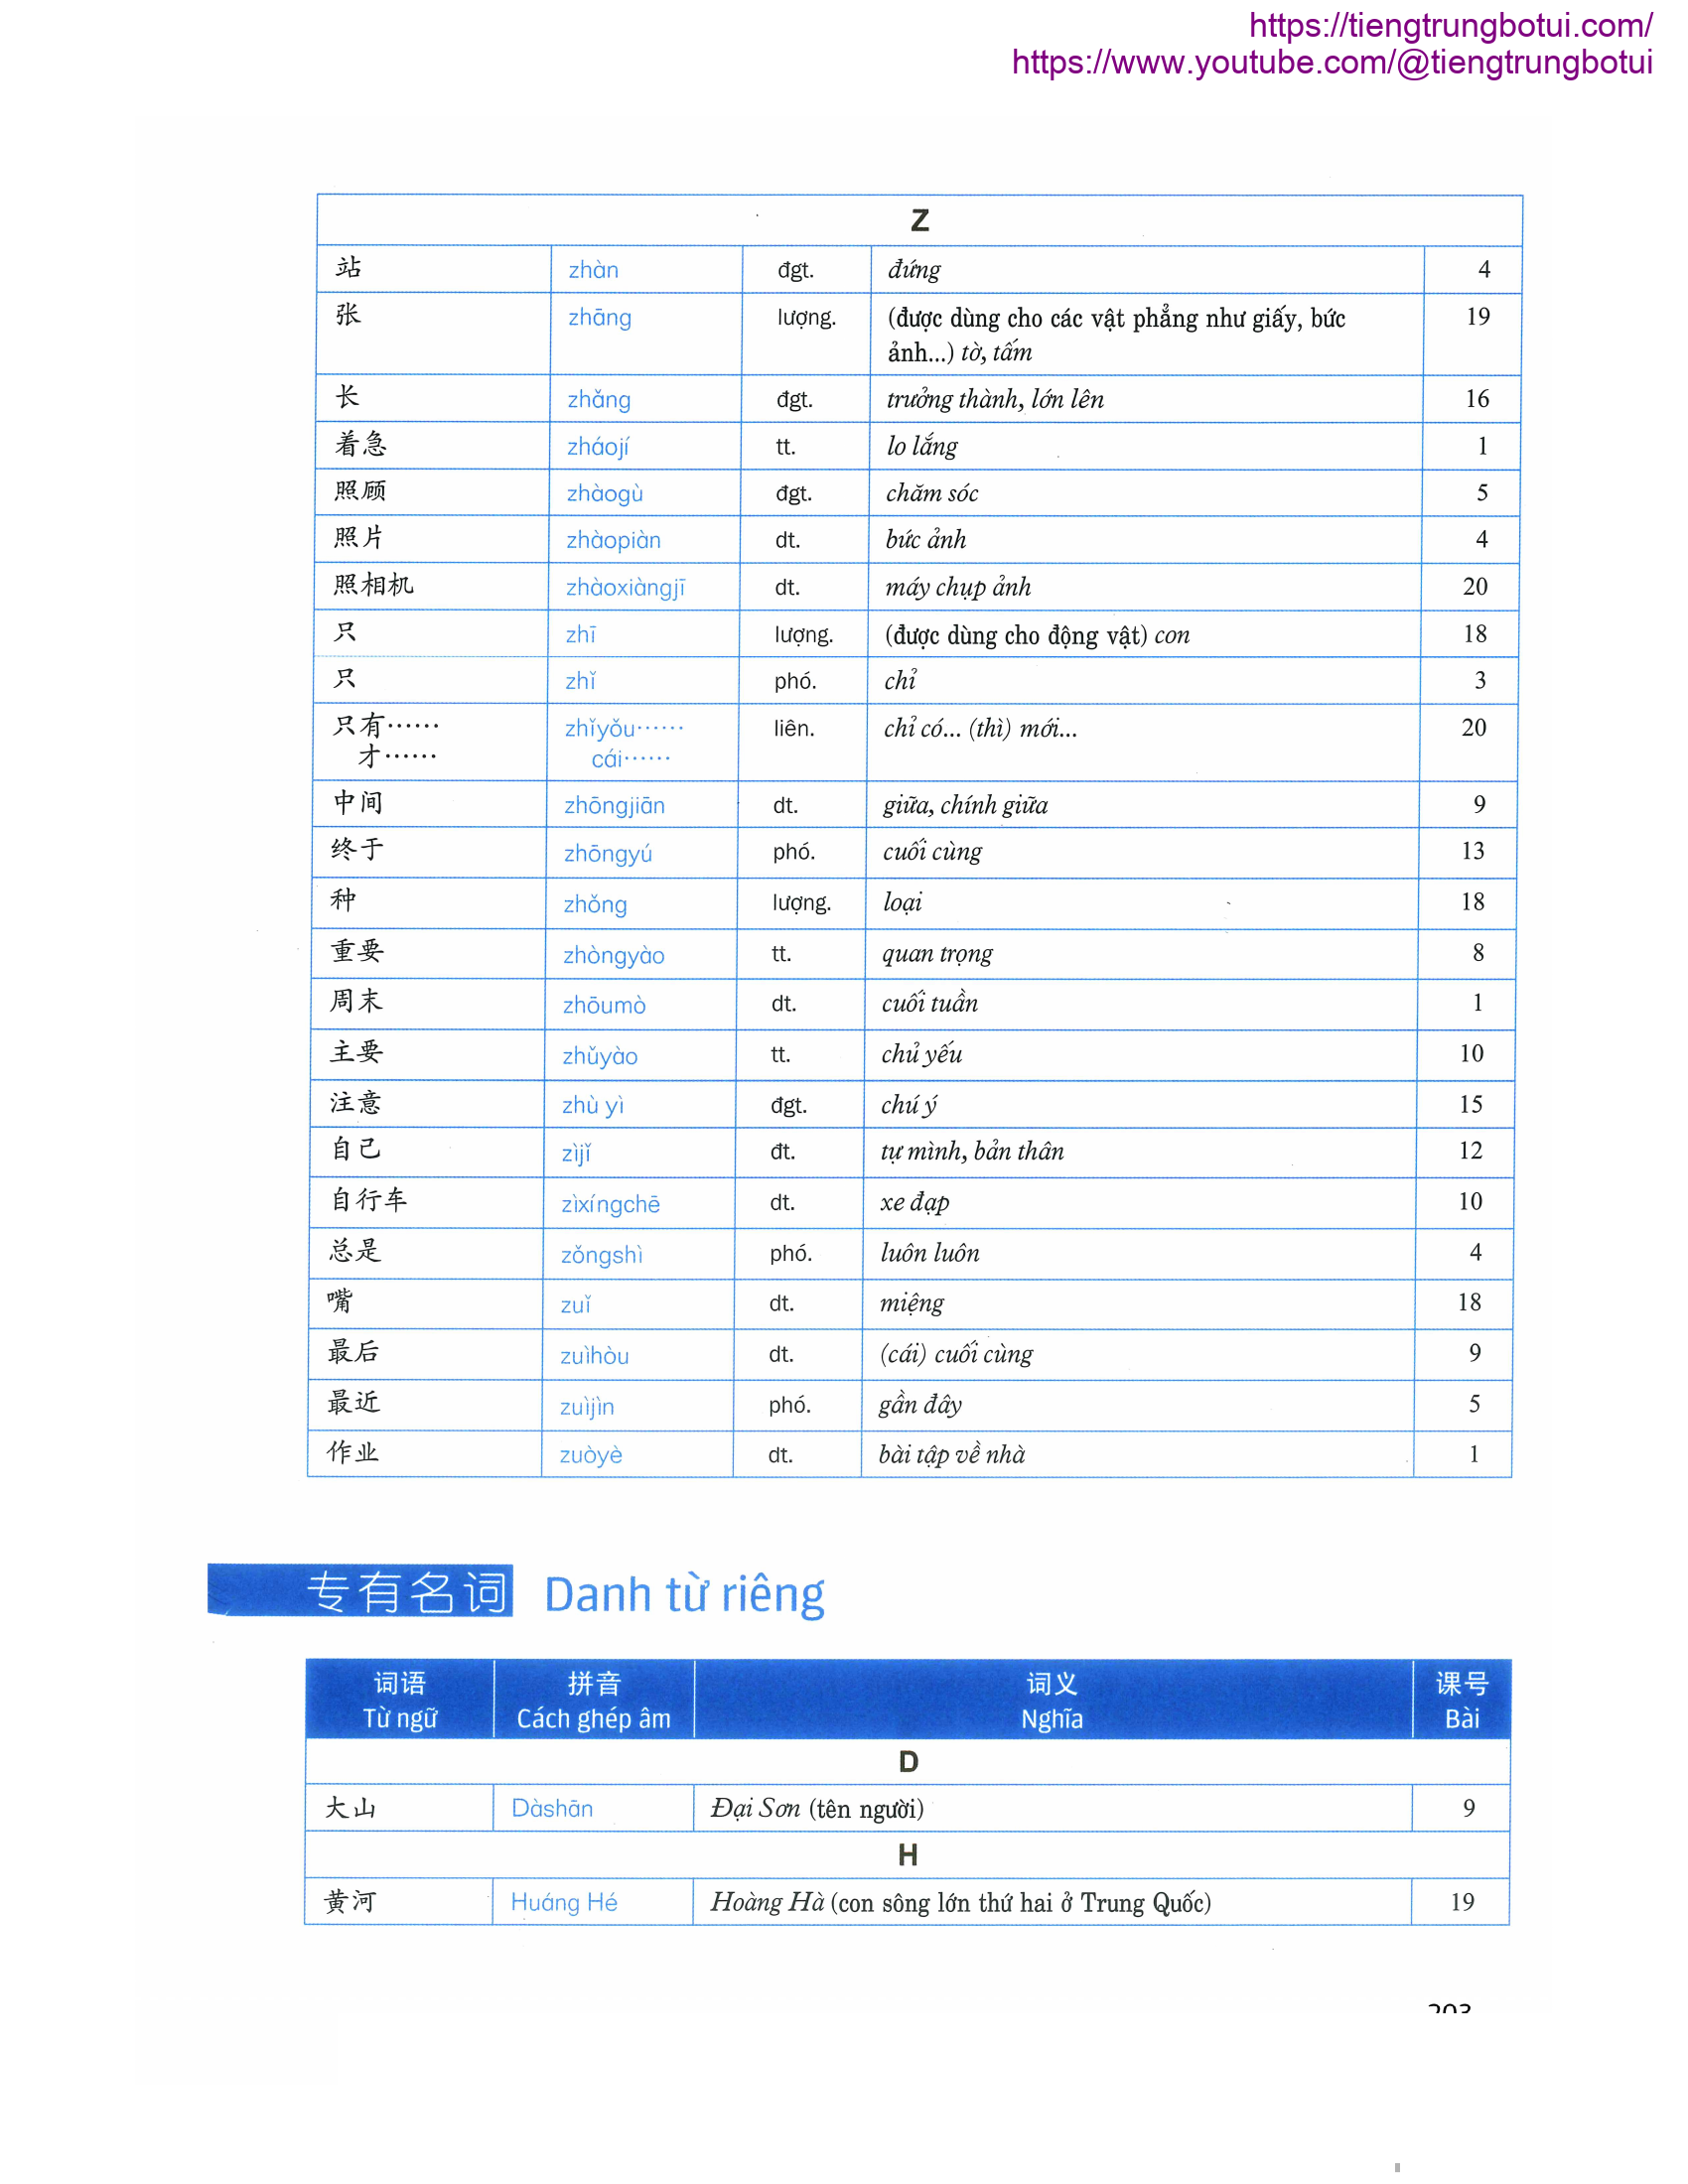 https://tiengtrungbotui.com/
https://www.youtube.com/@tiengtrungbotui
Z
站 zhàn đgt. đứng 4
张 zhāng lượng. (được dùng cho các vật phẳng như giấy, bức 19
ảnh...) tờ, tấm
长 zhǎng đgt. trưởng thành, lớn lên 16
着急 zháojí tt. lo lắng 1
照顾 zhàogù đgt. chăm sóc 5
照片 zhàopiàn dt. bức ảnh 4
照相机 zhàoxiàngjī dt. máy chụp ảnh 20
只 zhī lượng. (được dùng cho động vật) con 18
只 zhǐ phó. chỉ 3
只有…… zhǐyǒu…… liên. chỉ có... (thì) mới... 20
才…… cái……
中间 zhōngjiān dt. giữa, chính giữa 9
终于 zhōngyú phó. cuối cùng 13
种 zhǒng lượng. loại 18
重要 zhòngyào tt. quan trọng 8
周末 zhōumò dt. cuối tuần 1
主要 zhǔyào tt. chủ yếu 10
注意 zhù yì đgt. chú ý 15
自己 zìjǐ đt. tự mình, bản thân 12
自行车 zìxíngchē dt. xe đạp 10
总是 zǒngshì phó. luôn luôn 4
嘴 zuǐ dt. miệng 18
最后 zuìhòu dt. (cái) cuối cùng 9
最近 zuìjìn phó. gần đây 5
作业 zuòyè dt. bài tập về nhà 1
专有名词 Danh từ riêng
词语 拼音 词义 课号
Từ ngữ Cách ghép âm Nghĩa Bài
D
大山 Dàshān Đại Sơn (tên người) 9
H
黄河 Huáng Hé Hoàng Hà (con sông lớn thứ hai ở Trung Quốc) 19